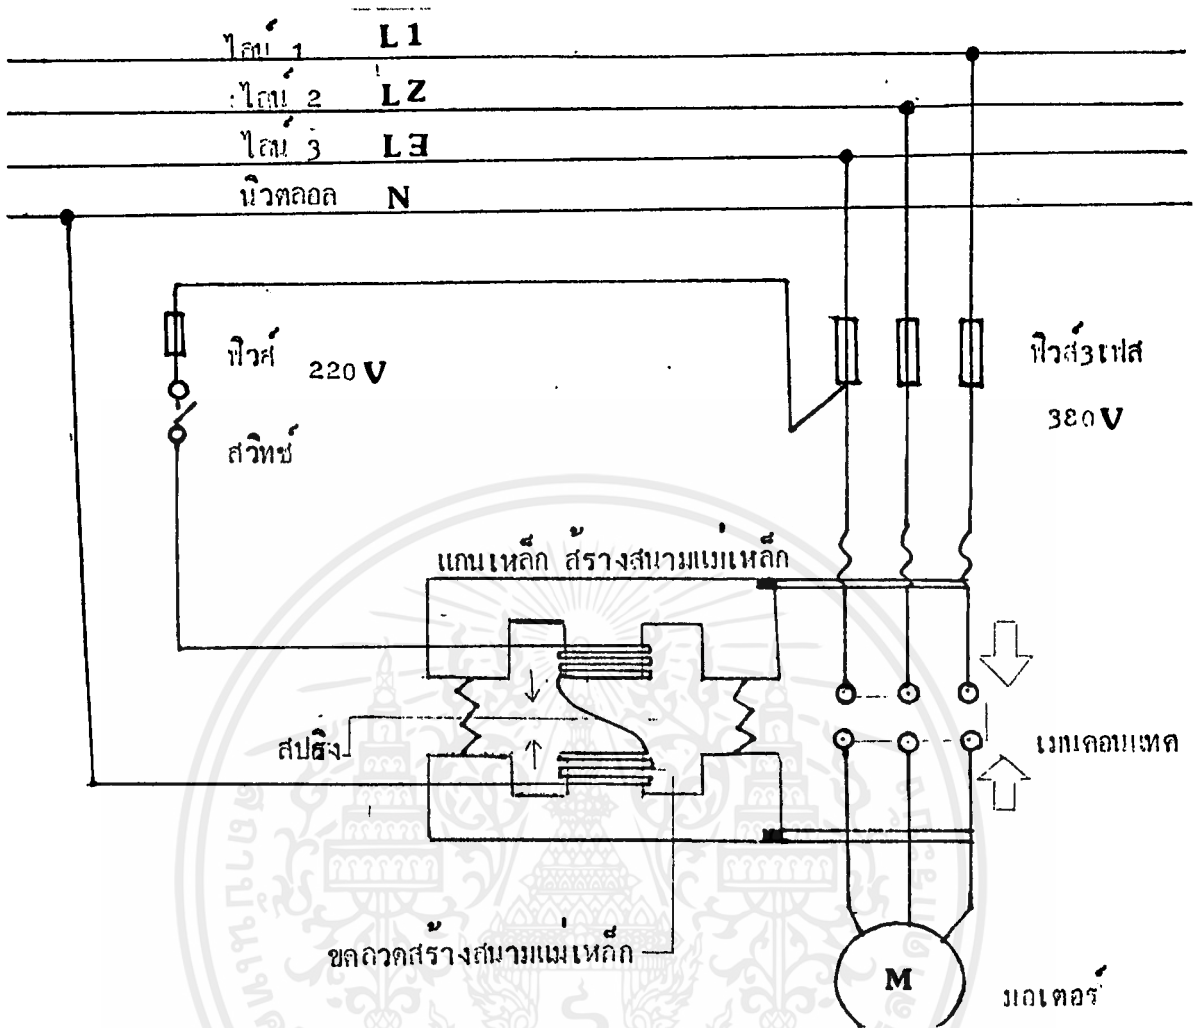 ไลน์ 1 L1
ไลน์ 2 L2
ไลน์ 3 L3
นิวตลอล N
ฟิวส์
220 V
สวิทซ์
ฟิวส์3เฟส
380 V
แกนเหล็ก สร้างสนามแม่เหล็ก
สปริง
เมนคอนแทค
ขดลวดสร้างสนามแม่เหล็ก
M
มอเตอร์